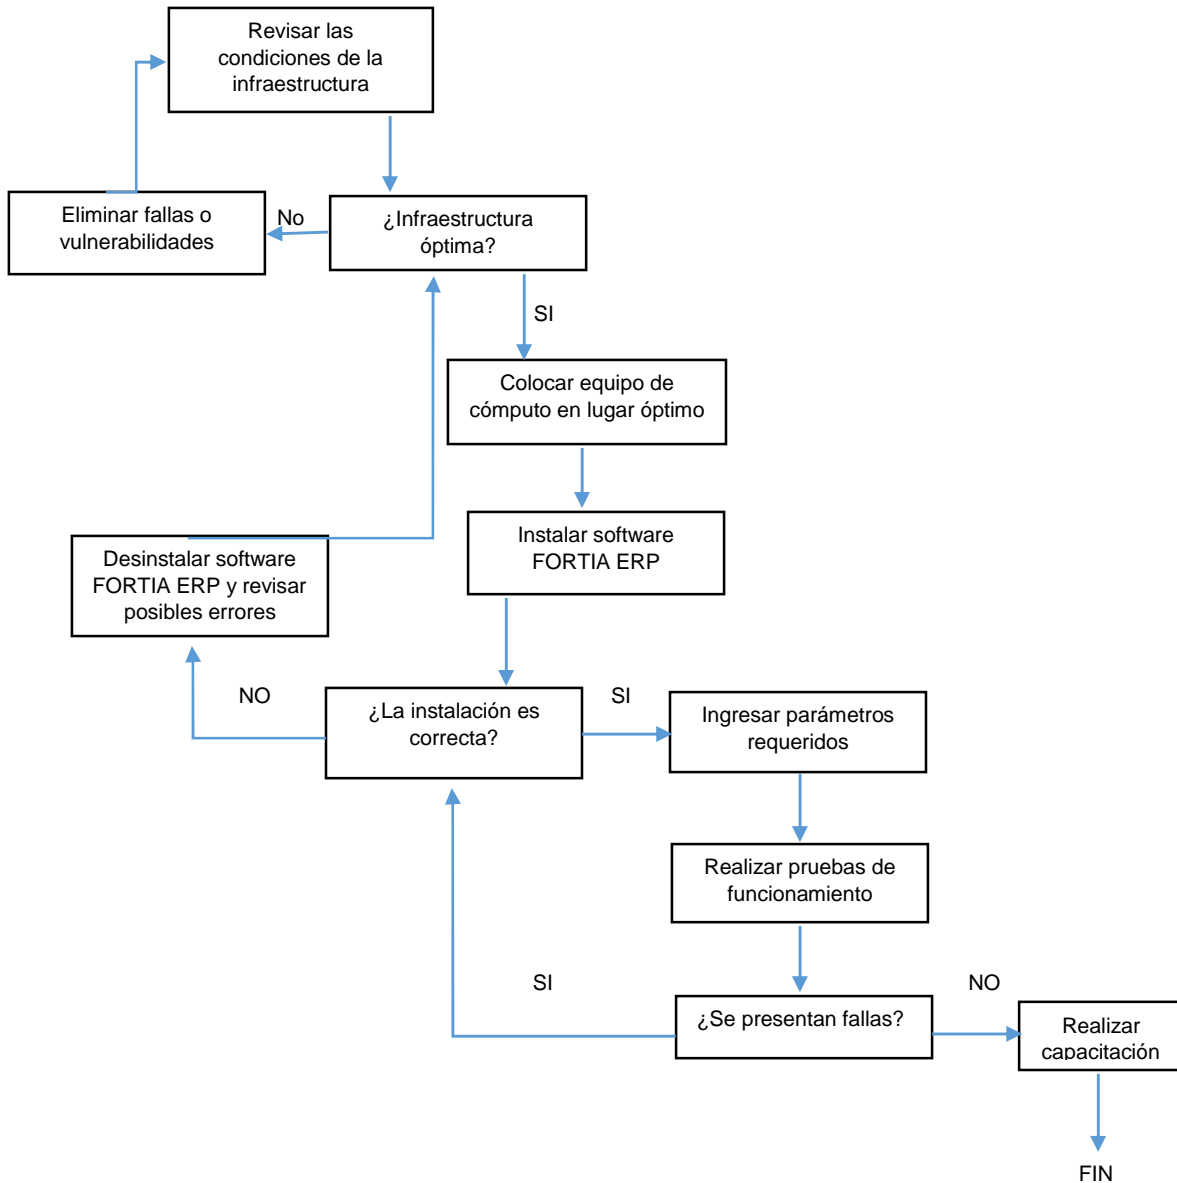 Revisar las
condiciones de la
infraestructura
Eliminar fallas o
vulnerabilidades
No
¿Infraestructura
óptima?
SI
Colocar equipo de
cómputo en lugar óptimo
Instalar software
FORTIA ERP
Desinstalar software
FORTIA ERP y revisar
posibles errores
NO
¿La instalación es
correcta?
SI
Ingresar parámetros
requeridos
Realizar pruebas de
funcionamiento
SI
¿Se presentan fallas?
NO
Realizar
capacitación
FIN